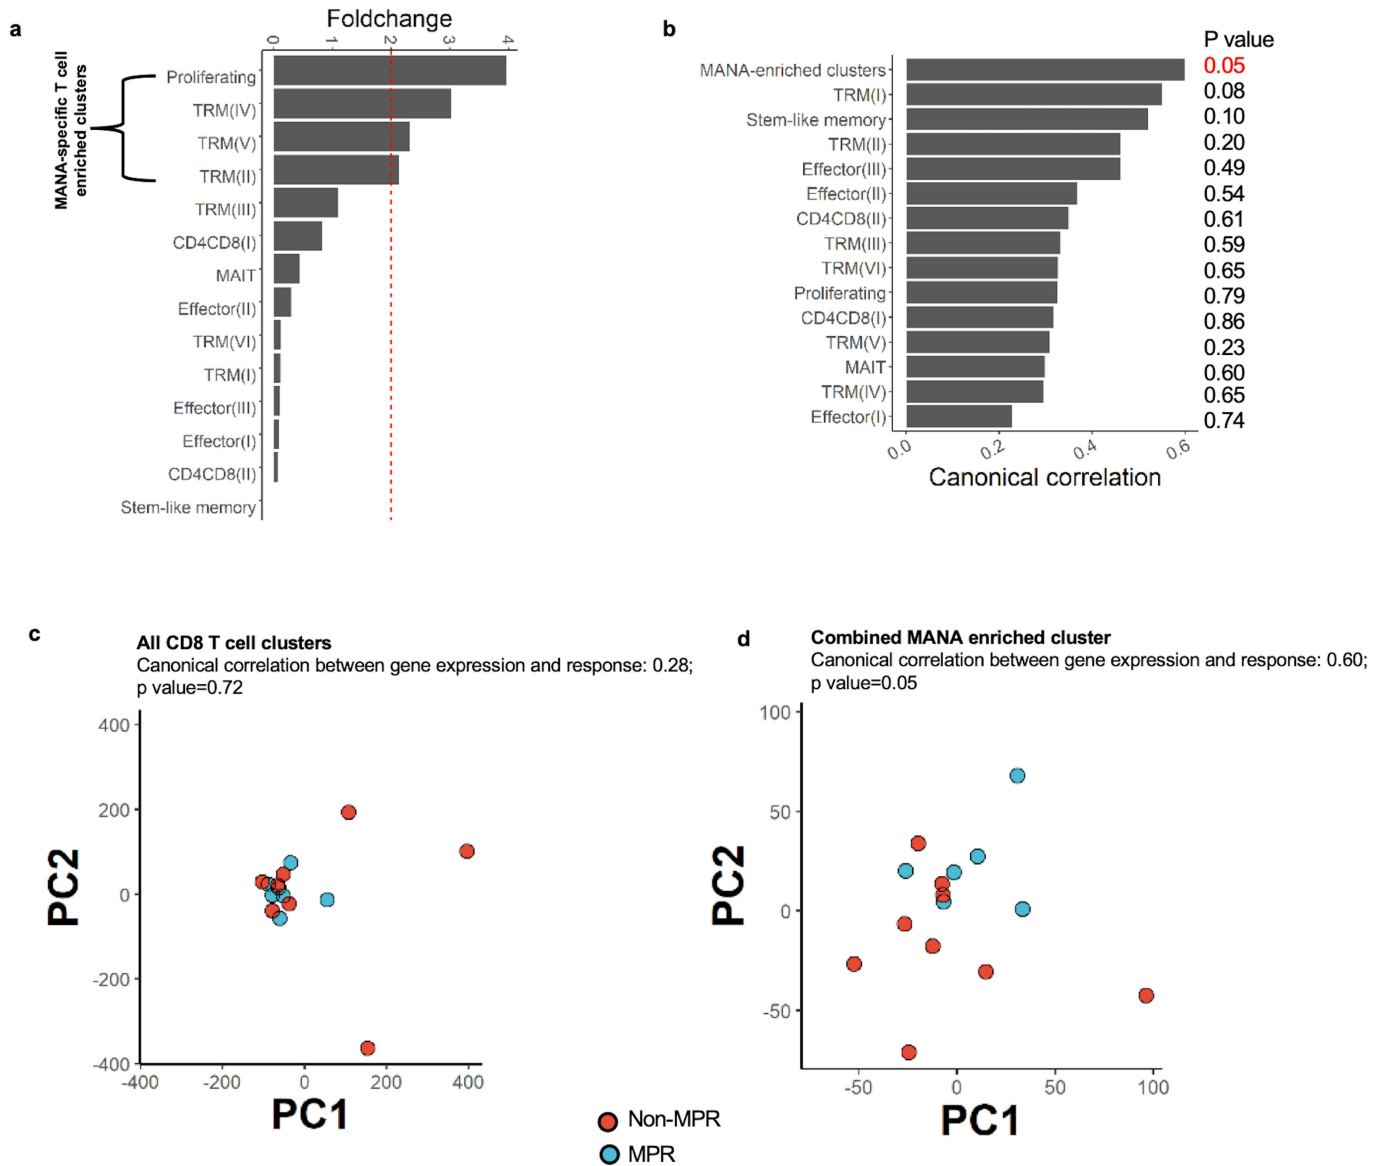 a
Foldchange
0 1 2 3 4
MANA-specific T cell
enriched clusters
Proliferating
TRM(IV)
TRM(V)
TRM(II)
TRM(III)
CD4CD8(I)
MAIT
Effector(II)
TRM(VI)
TRM(I)
Effector(III)
Effector(I)
CD4CD8(II)
Stem-like memory
b
P value
MANA-enriched clusters 0.05
TRM(I) 0.08
Stem-like memory 0.10
TRM(II) 0.20
Effector(III) 0.49
Effector(II) 0.54
CD4CD8(II) 0.61
TRM(III) 0.59
TRM(VI) 0.65
Proliferating 0.79
CD4CD8(I) 0.86
TRM(V) 0.23
MAIT 0.60
TRM(IV) 0.65
Effector(I) 0.74
0.0 0.2 0.4 0.6
Canonical correlation
c
All CD8 T cell clusters
Canonical correlation between gene expression and response: 0.28;
p value=0.72
400
200
0
-200
-400
PC2
-400 -200 0 200 400
PC1
d
Combined MANA enriched cluster
Canonical correlation between gene expression and response: 0.60;
p value=0.05
100
50
0
-50
PC2
-50 0 50 100
PC1
Non-MPR
MPR